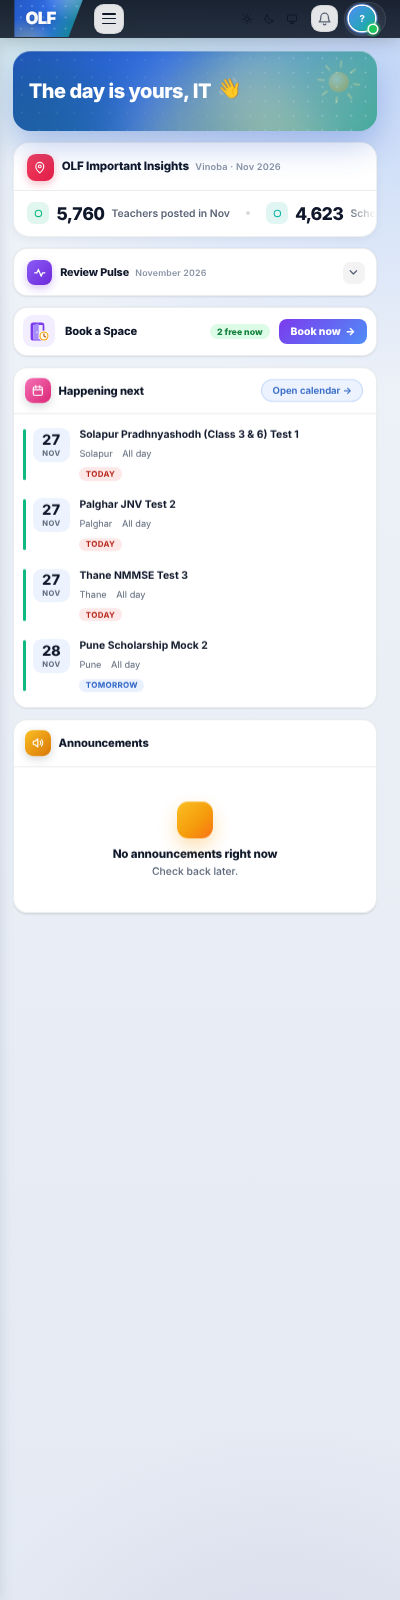 OLF
?
The day is yours, IT 👋
OLF Important Insights Vinoba · Nov 2026
5,760 Teachers posted in Nov • 4,623
Review Pulse November 2026
Book a Space 2 free now Book now →
Happening next Open calendar →
27 NOV
Solapur Pradhnyashodh (Class 3 & 6) Test 1
Solapur All day
TODAY
27 NOV
Palghar JNV Test 2
Palghar All day
TODAY
27 NOV
Thane NMMSE Test 3
Thane All day
TODAY
28 NOV
Pune Scholarship Mock 2
Pune All day
TOMORROW
Announcements
No announcements right now
Check back later.